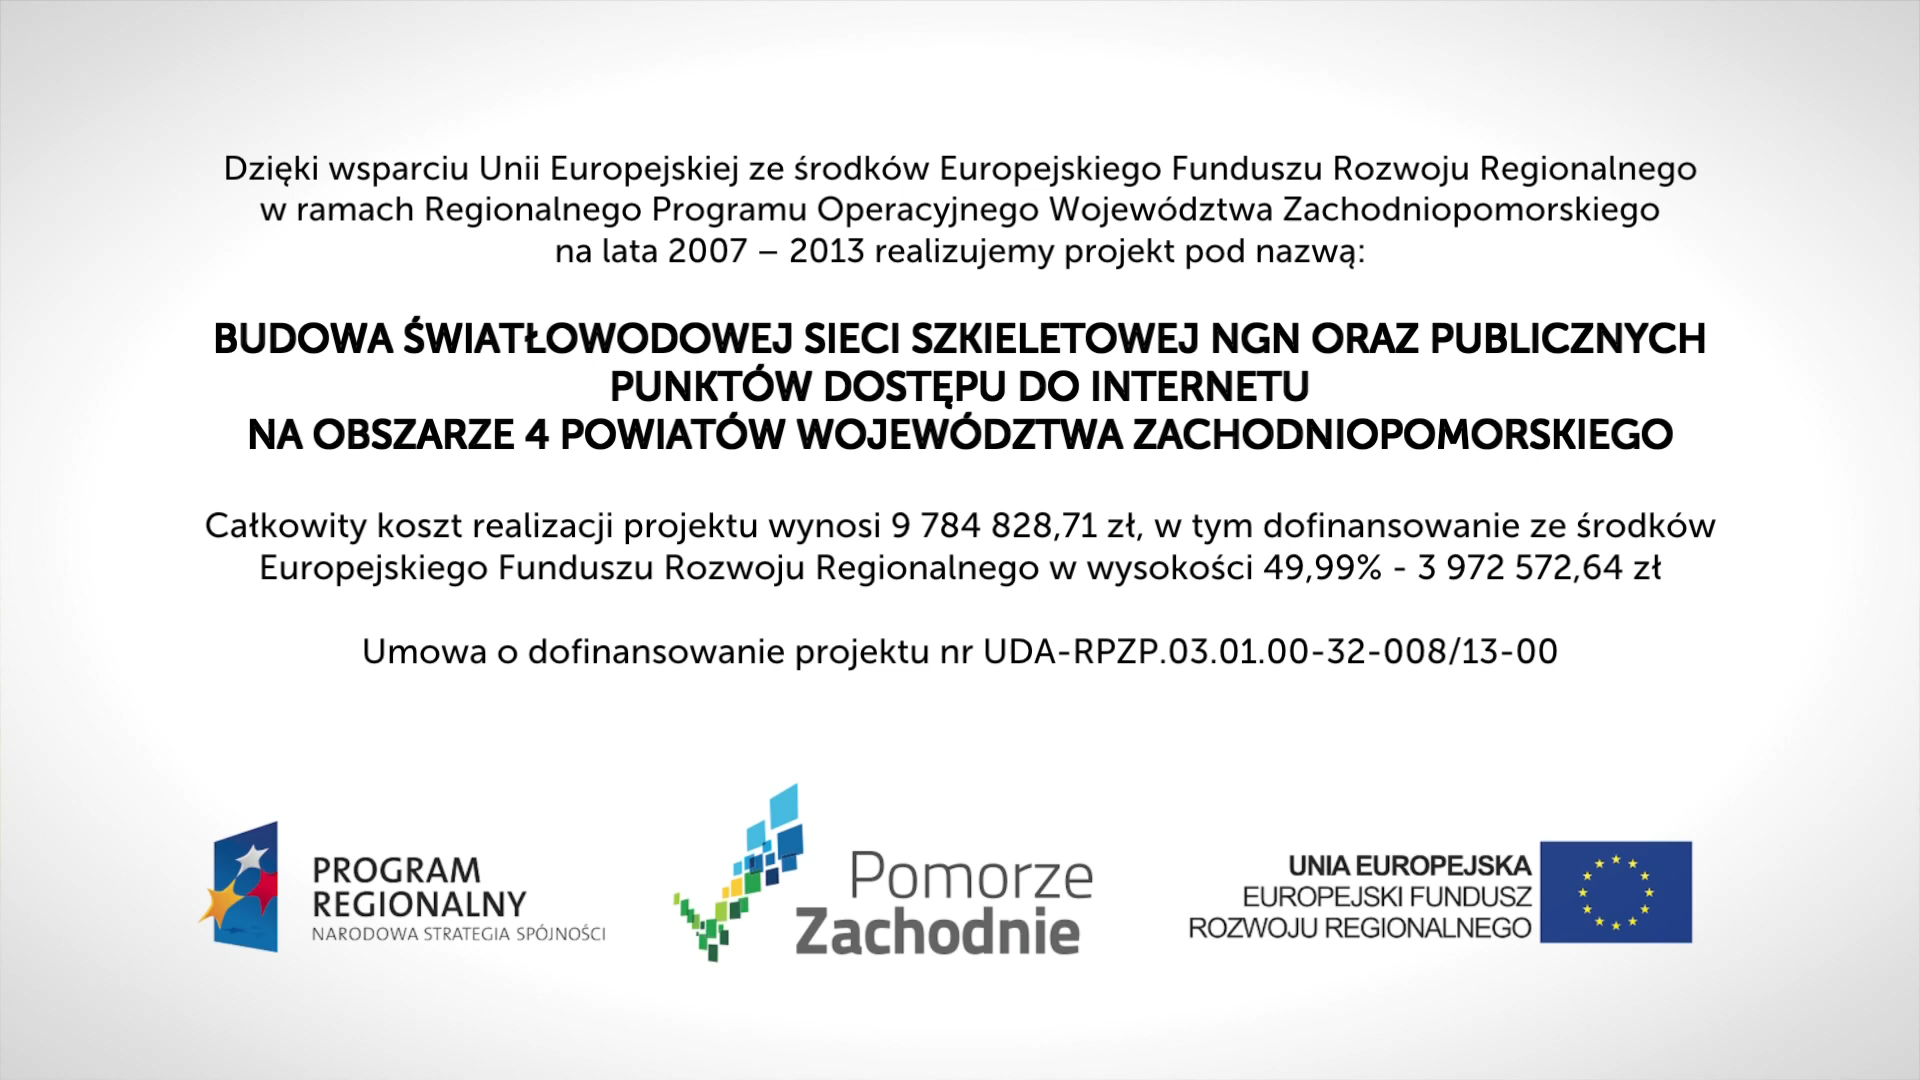 Dzięki wsparciu Unii Europejskiej ze środków Europejskiego Funduszu Rozwoju Regionalnego
w ramach Regionalnego Programu Operacyjnego Województwa Zachodniopomorskiego
na lata 2007 – 2013 realizujemy projekt pod nazwą:
BUDOWA ŚWIATŁOWODOWEJ SIECI SZKIELETOWEJ NGN ORAZ PUBLICZNYCH
PUNKTÓW DOSTĘPU DO INTERNETU
NA OBSZARZE 4 POWIATÓW WOJEWÓDZTWA ZACHODNIOPOMORSKIEGO
Całkowity koszt realizacji projektu wynosi 9 784 828,71 zł, w tym dofinansowanie ze środków
Europejskiego Funduszu Rozwoju Regionalnego w wysokości 49,99% - 3 972 572,64 zł
Umowa o dofinansowanie projektu nr UDA-RPZP.03.01.00-32-008/13-00
PROGRAM
REGIONALNY
NARODOWA STRATEGIA SPÓJNOŚCI
Pomorze
Zachodnie
UNIA EUROPEJSKA
EUROPEJSKI FUNDUSZ
ROZWOJU REGIONALNEGO